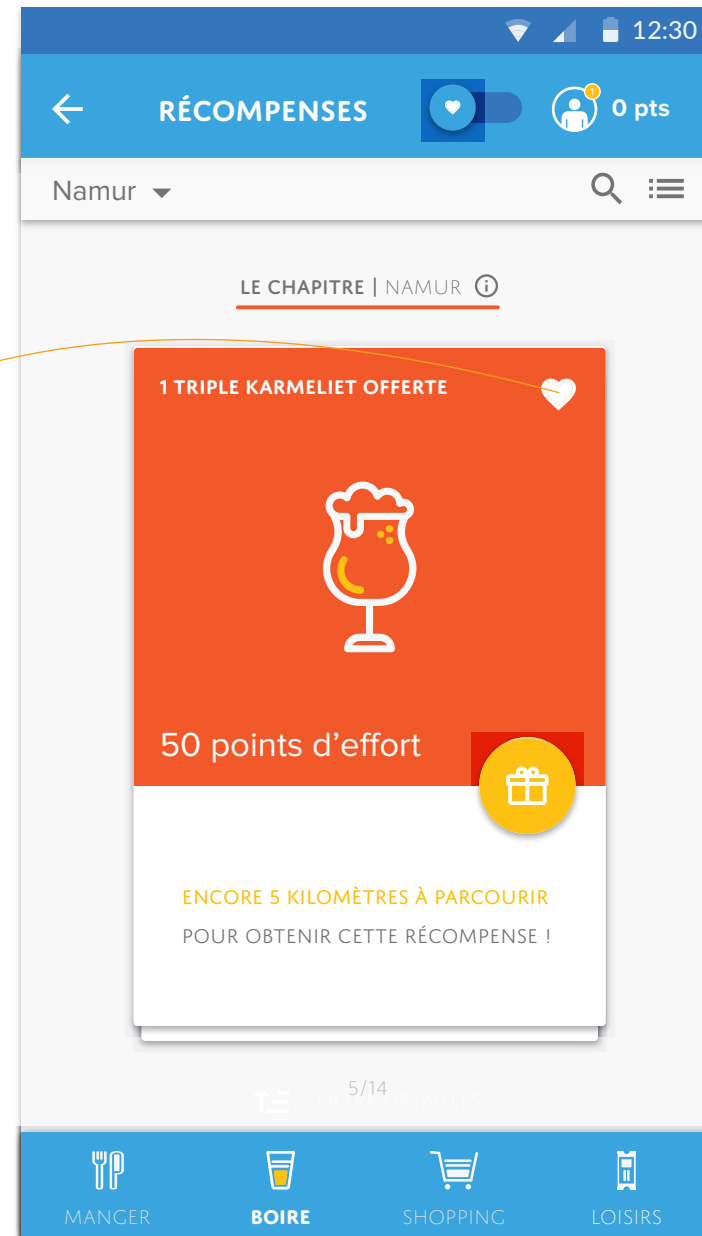 12:30
RÉCOMPENSES
1
0 pts
Namur
LE CHAPITRE | NAMUR
1 TRIPLE KARMELIET OFFERTE
50 points d'effort
ENCORE 5 KILOMÈTRES À PARCOURIR
POUR OBTENIR CETTE RÉCOMPENSE !
5/14
MANGER BOIRE SHOPPING LOISIRS